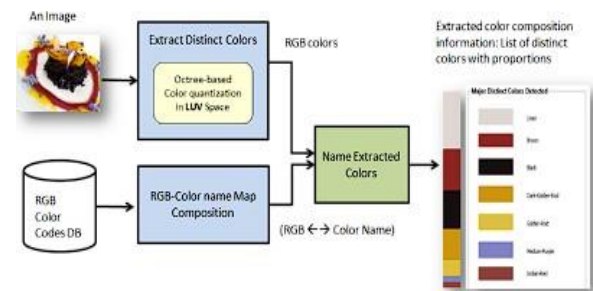 An Image
Extract Distinct Colors
Octree-based
Color quantization
in LUV Space
RGB colors
Extracted color composition
information: List of distinct
colors with proportions
RGB
Color
Codes DB
RGB-Color name Map
Composition
(RGB ←→ Color Name)
Name Extracted
Colors
Major Distinct Colors Detected
Linen
Brown
Black
Dark-Golden-Rod
Golden-Rod
Medium-Purple
Indian-Red